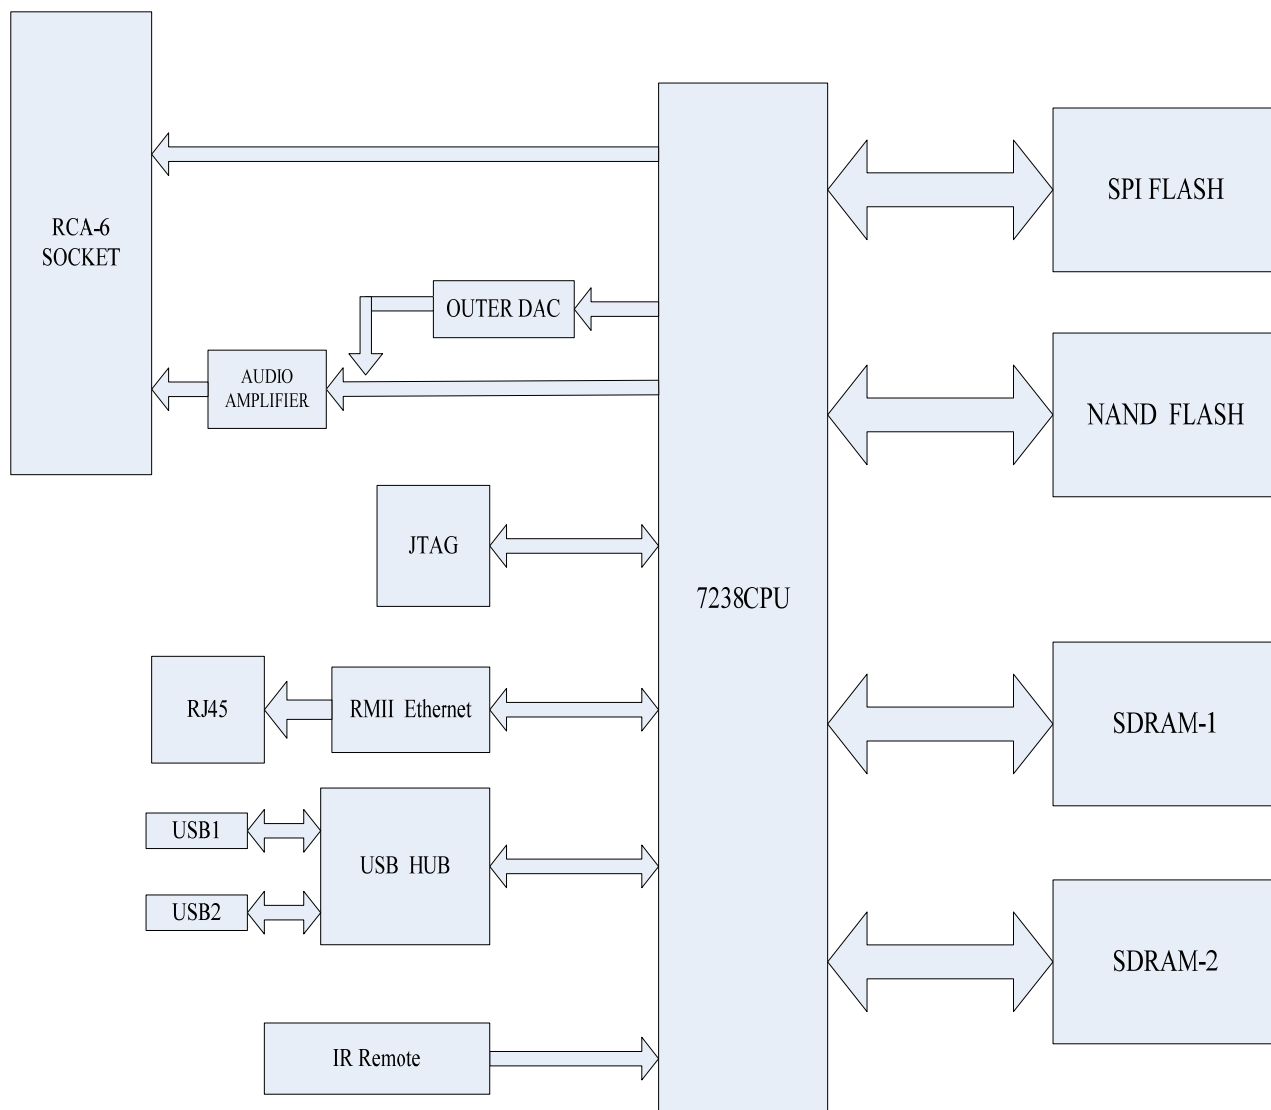 RCA-6
SOCKET
OUTER DAC
AUDIO
AMPLIFIER
JTAG
RJ45
RMII Ethernet
USB1
USB2
USB HUB
IR Remote
7238CPU
SPI FLASH
NAND FLASH
SDRAM-1
SDRAM-2